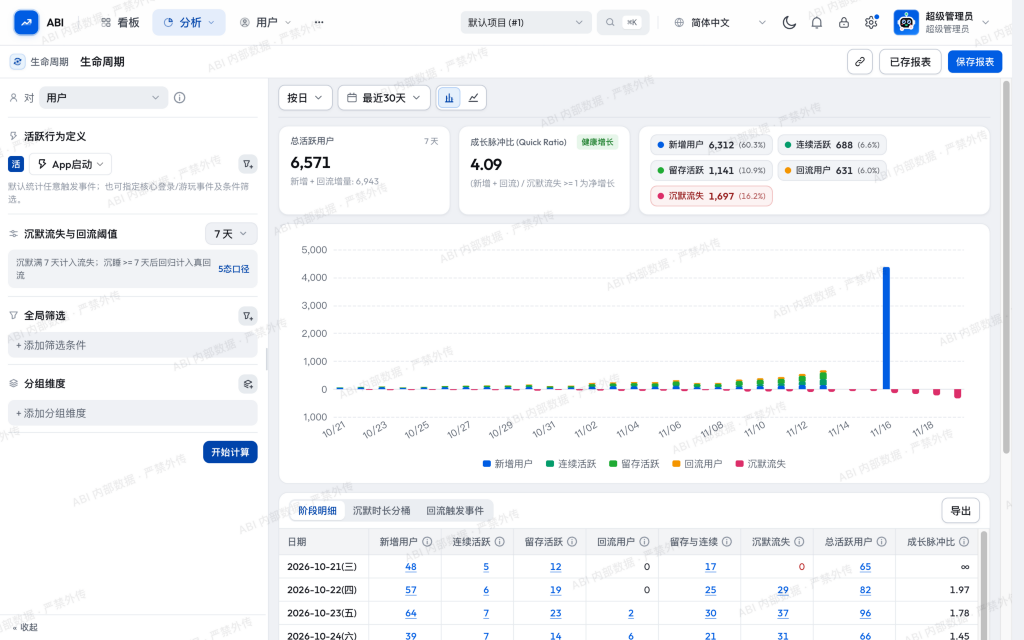 ABI
看板
分析
用户
默认项目 (#1)
⌘K
简体中文
超级管理员
超级管理员
生命周期
生命周期
已存报表
保存报表
对
用户
活跃行为定义
活
App启动
默认统计任意触发事件；也可指定核心登录/游玩事件及条件筛选。
沉默流失与回流阈值
7 天
沉默满 7 天计入流失；沉睡 >= 7 天后回归计入真回流
5态口径
全局筛选
+ 添加筛选条件
分组维度
+ 添加分组维度
开始计算
« 收起
按日
最近30天
总活跃用户
7 天
6,571
新增 + 回流增量: 6,943
成长脉冲比 (Quick Ratio)
健康增长
4.09
(新增 + 回流) / 沉默流失 >= 1 为净增长
新增用户 6,312 (60.3%)
连续活跃 688 (6.6%)
留存活跃 1,141 (10.9%)
回流用户 631 (6.0%)
沉默流失 1,697 (16.2%)
5,000
4,000
3,000
2,000
1,000
0
1,000
10/21
10/23
10/25
10/27
10/29
10/31
11/02
11/04
11/06
11/08
11/10
11/12
11/14
11/16
11/18
新增用户
连续活跃
留存活跃
回流用户
沉默流失
阶段明细
沉默时长分桶
回流触发事件
导出
日期 新增用户 连续活跃 留存活跃 回流用户 留存与连续 沉默流失 总活跃用户 成长脉冲比
2026-10-21(三) 48 5 12 0 17 0 65 ∞
2026-10-22(四) 57 6 19 0 25 29 82 1.97
2026-10-23(五) 64 7 23 2 30 37 96 1.78
2026-10-24(六) 39 7 14 6 21 31 66 1.45
ABI 内部数据 · 严禁外传